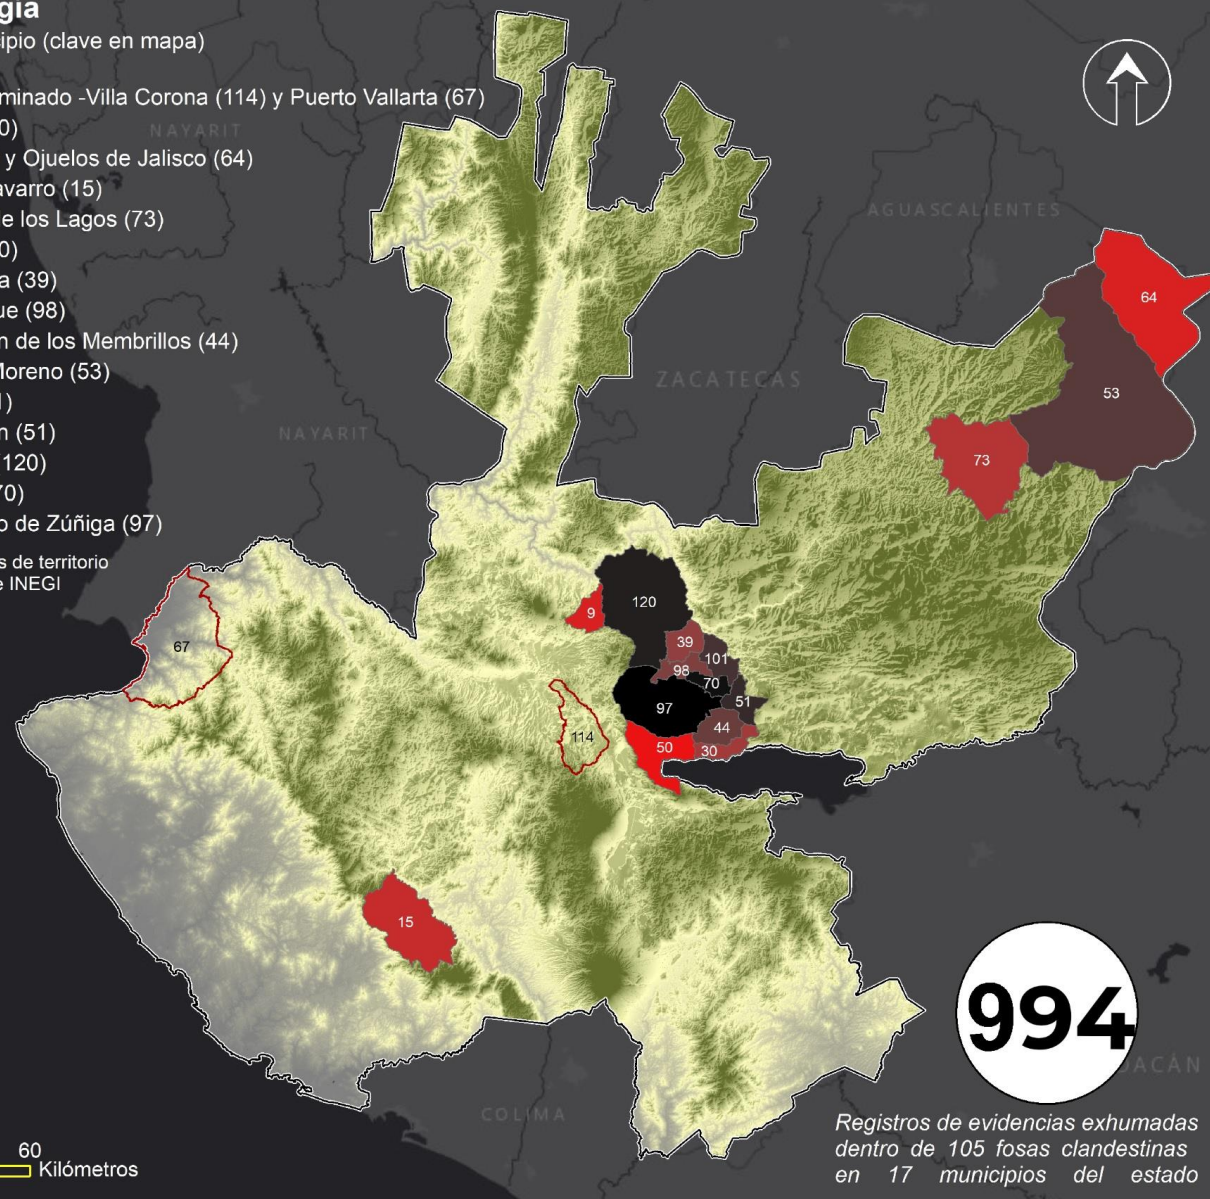 gía
ipio (clave en mapa)
minado -Villa Corona (114) y Puerto Vallarta (67)
0)
y Ojuelos de Jalisco (64)
avarro (15)
e los Lagos (73)
0)
a (39)
ue (98)
n de los Membrillos (44)
Moreno (53)
1)
n (51)
120)
70)
o de Zúñiga (97)
s de territorio
e INEGI
NAYARIT
AGUASCALIENTES
ZACATECAS
NAYARIT
64
53
73
120
9
39
101
98
70
67
97
51
114
44
50
30
15
994
OACÁN
COLIMA
Registros de evidencias exhumadas
dentro de 105 fosas clandestinas
en 17 municipios del estado
60
Kilómetros